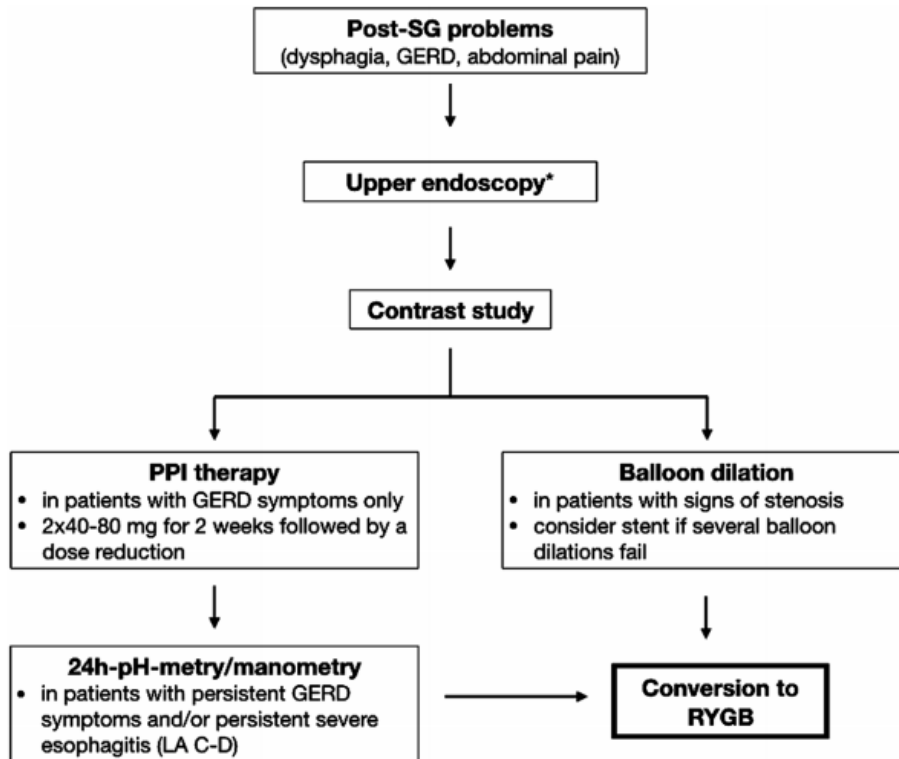 Post-SG problems
(dysphagia, GERD, abdominal pain)
Upper endoscopy*
Contrast study
PPI therapy
• in patients with GERD symptoms only
• 2x40-80 mg for 2 weeks followed by a
dose reduction
Balloon dilation
• in patients with signs of stenosis
• consider stent if several balloon
dilations fail
24h-pH-metry/manometry
• in patients with persistent GERD
symptoms and/or persistent severe
esophagitis (LA C-D)
Conversion to
RYGB